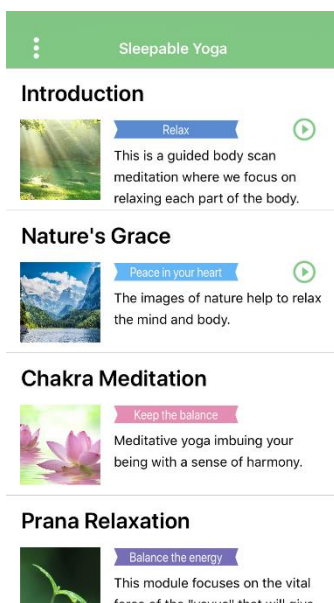 Sleepable Yoga
Introduction
Relax
This is a guided body scan
meditation where we focus on
relaxing each part of the body.
Nature's Grace
Peace in your heart
The images of nature help to relax
the mind and body.
Chakra Meditation
Keep the balance
Meditative yoga imbuing your
being with a sense of harmony.
Prana Relaxation
Balance the energy
This module focuses on the vital